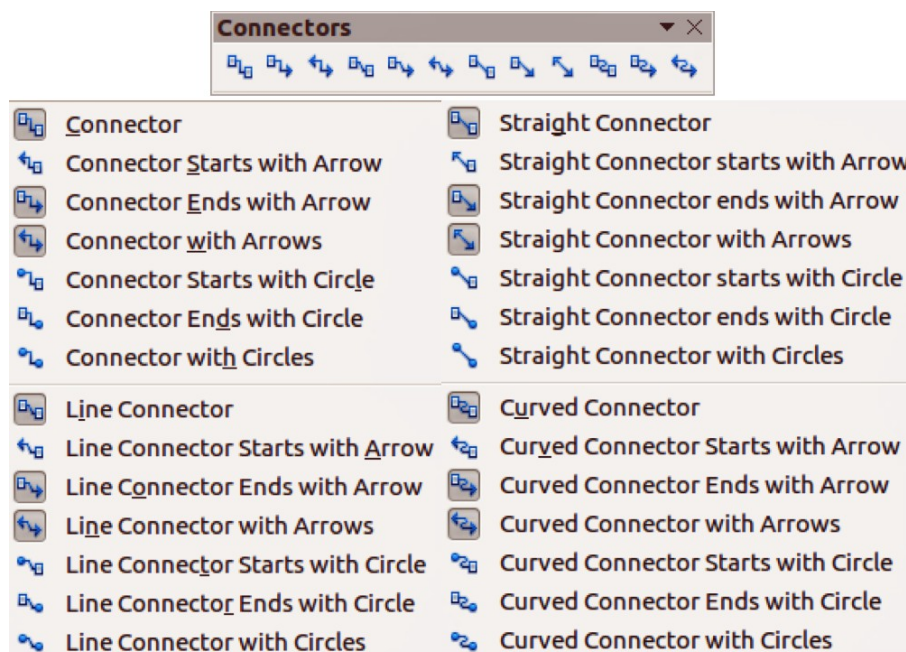 Connectors
Connector
Connector Starts with Arrow
Connector Ends with Arrow
Connector with Arrows
Connector Starts with Circle
Connector Ends with Circle
Connector with Circles
Line Connector
Line Connector Starts with Arrow
Line Connector Ends with Arrow
Line Connector with Arrows
Line Connector Starts with Circle
Line Connector Ends with Circle
Line Connector with Circles
Straight Connector
Straight Connector starts with Arrow
Straight Connector ends with Arrow
Straight Connector with Arrows
Straight Connector starts with Circle
Straight Connector ends with Circle
Straight Connector with Circles
Curved Connector
Curved Connector Starts with Arrow
Curved Connector Ends with Arrow
Curved Connector with Arrows
Curved Connector Starts with Circle
Curved Connector Ends with Circle
Curved Connector with Circles